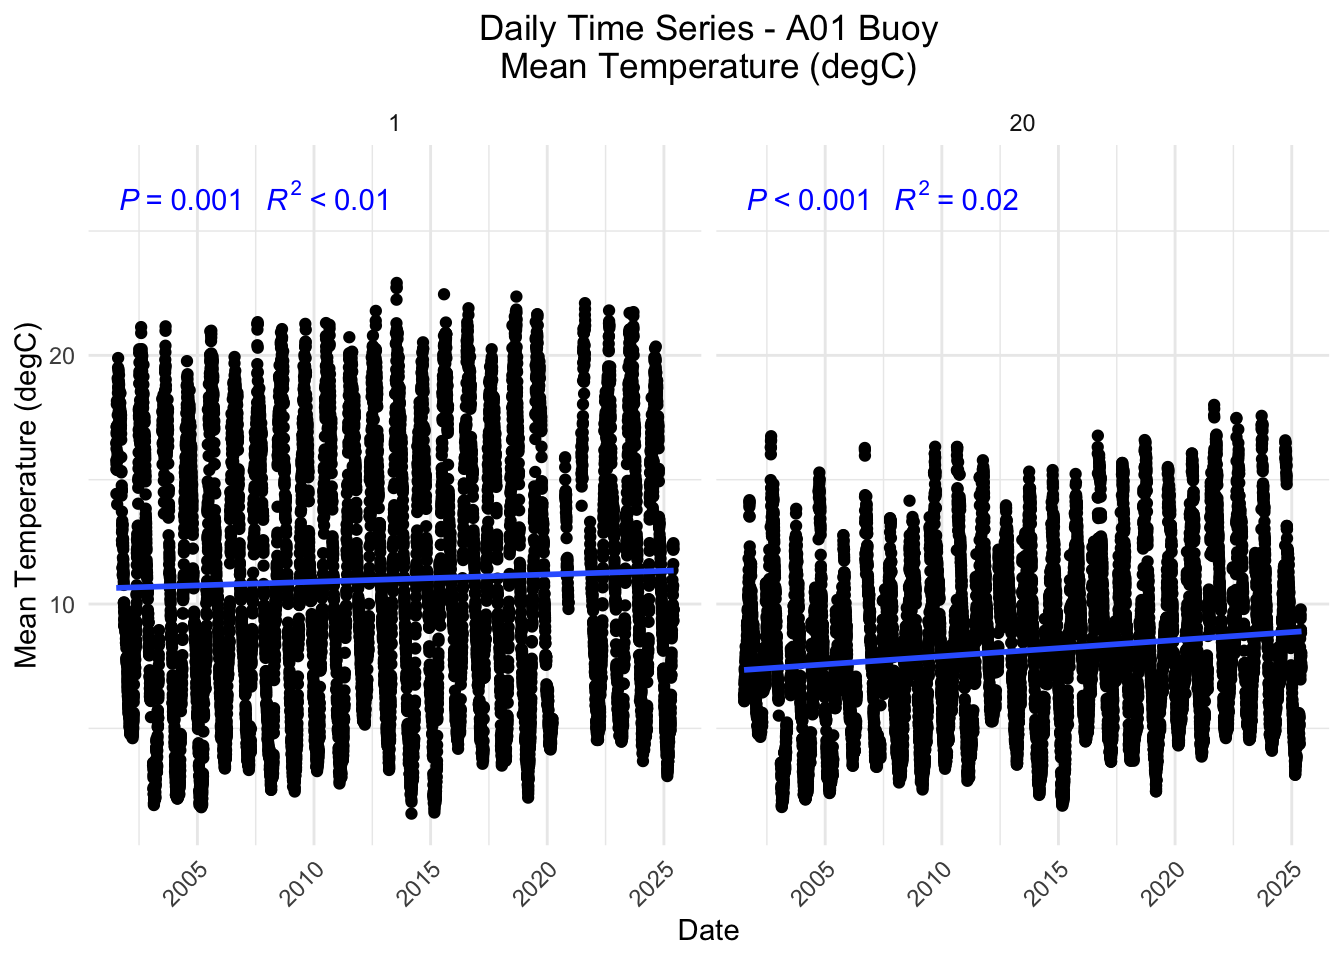 Daily Time Series - A01 Buoy
Mean Temperature (degC)
1
20
P = 0.001 R² < 0.01
P < 0.001 R² = 0.02
Mean Temperature (degC)
20
10
2005
2010
2015
2020
2025
2005
2010
2015
2020
2025
Date